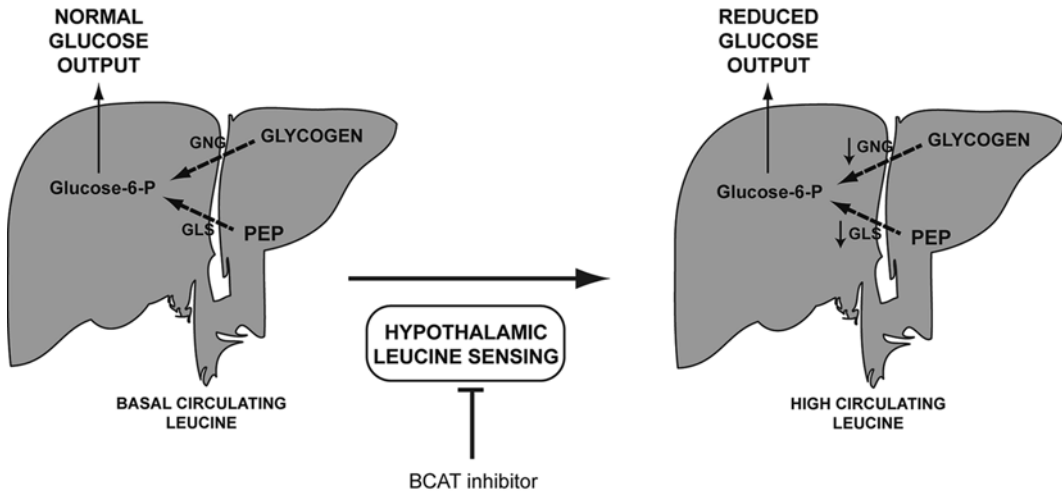 NORMAL
GLUCOSE
OUTPUT
GNG
GLYCOGEN
Glucose-6-P
GLS
PEP
BASAL CIRCULATING
LEUCINE
HYPOTHALAMIC
LEUCINE SENSING
BCAT inhibitor
REDUCED
GLUCOSE
OUTPUT
GNG
GLYCOGEN
Glucose-6-P
GLS
PEP
HIGH CIRCULATING
LEUCINE